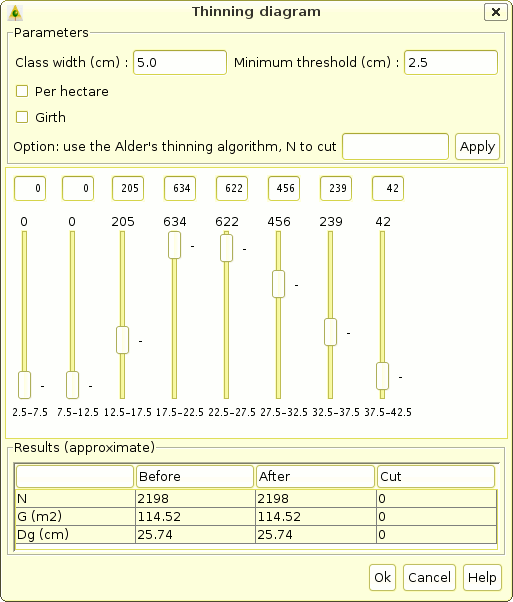 Thinning diagram
Parameters
Class width (cm) : 5.0 Minimum threshold (cm) : 2.5
Per hectare
Girth
Option: use the Alder's thinning algorithm, N to cut Apply
0 0 205 634 622 456 239 42
0 0 205 634 622 456 239 42
- - - - - - - -
2.5-7.5 7.5-12.5 12.5-17.5 17.5-22.5 22.5-27.5 27.5-32.5 32.5-37.5 37.5-42.5
Results (approximate)
Before After Cut
N 2198 2198 0
G (m2) 114.52 114.52 0
Dg (cm) 25.74 25.74 0
Ok Cancel Help